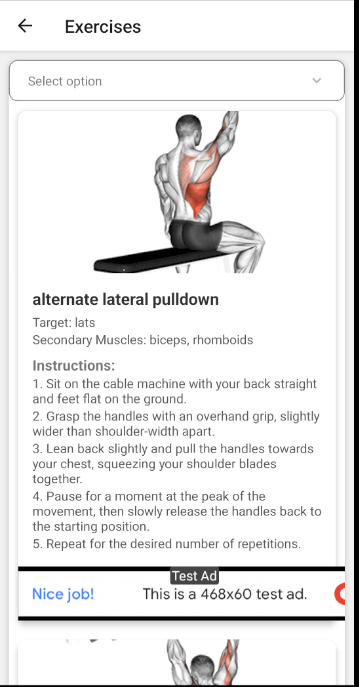 Exercises
Select option
alternate lateral pulldown
Target: lats
Secondary Muscles: biceps, rhomboids
Instructions:
1. Sit on the cable machine with your back straight
and feet flat on the ground.
2. Grasp the handles with an overhand grip, slightly
wider than shoulder-width apart.
3. Lean back slightly and pull the handles towards
your chest, squeezing your shoulder blades
together.
4. Pause for a moment at the peak of the
movement, then slowly release the handles back to
the starting position.
5. Repeat for the desired number of repetitions.
Test Ad
Nice job! This is a 468x60 test ad.